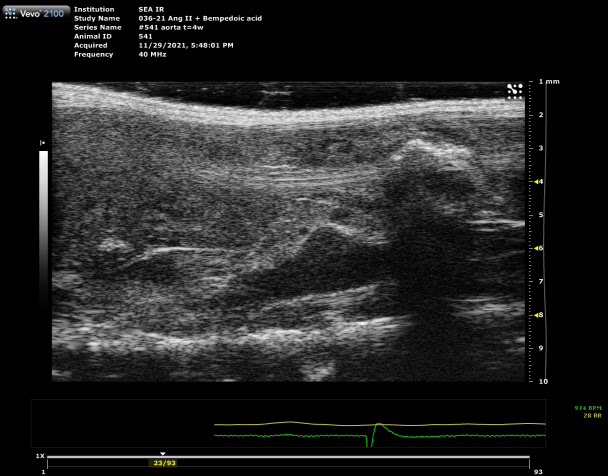 Vevo 2100
Institution SEA IR
Study Name 036-21 Ang II + Bempedoic acid
Series Name #541 aorta t=4w
Animal ID 541
Acquired 11/29/2021, 5:48:01 PM
Frequency 40 MHz
1 mm
2
3
4
5
6
7
8
9
10
974 BPM
28 RR
1X
23/93
1
93